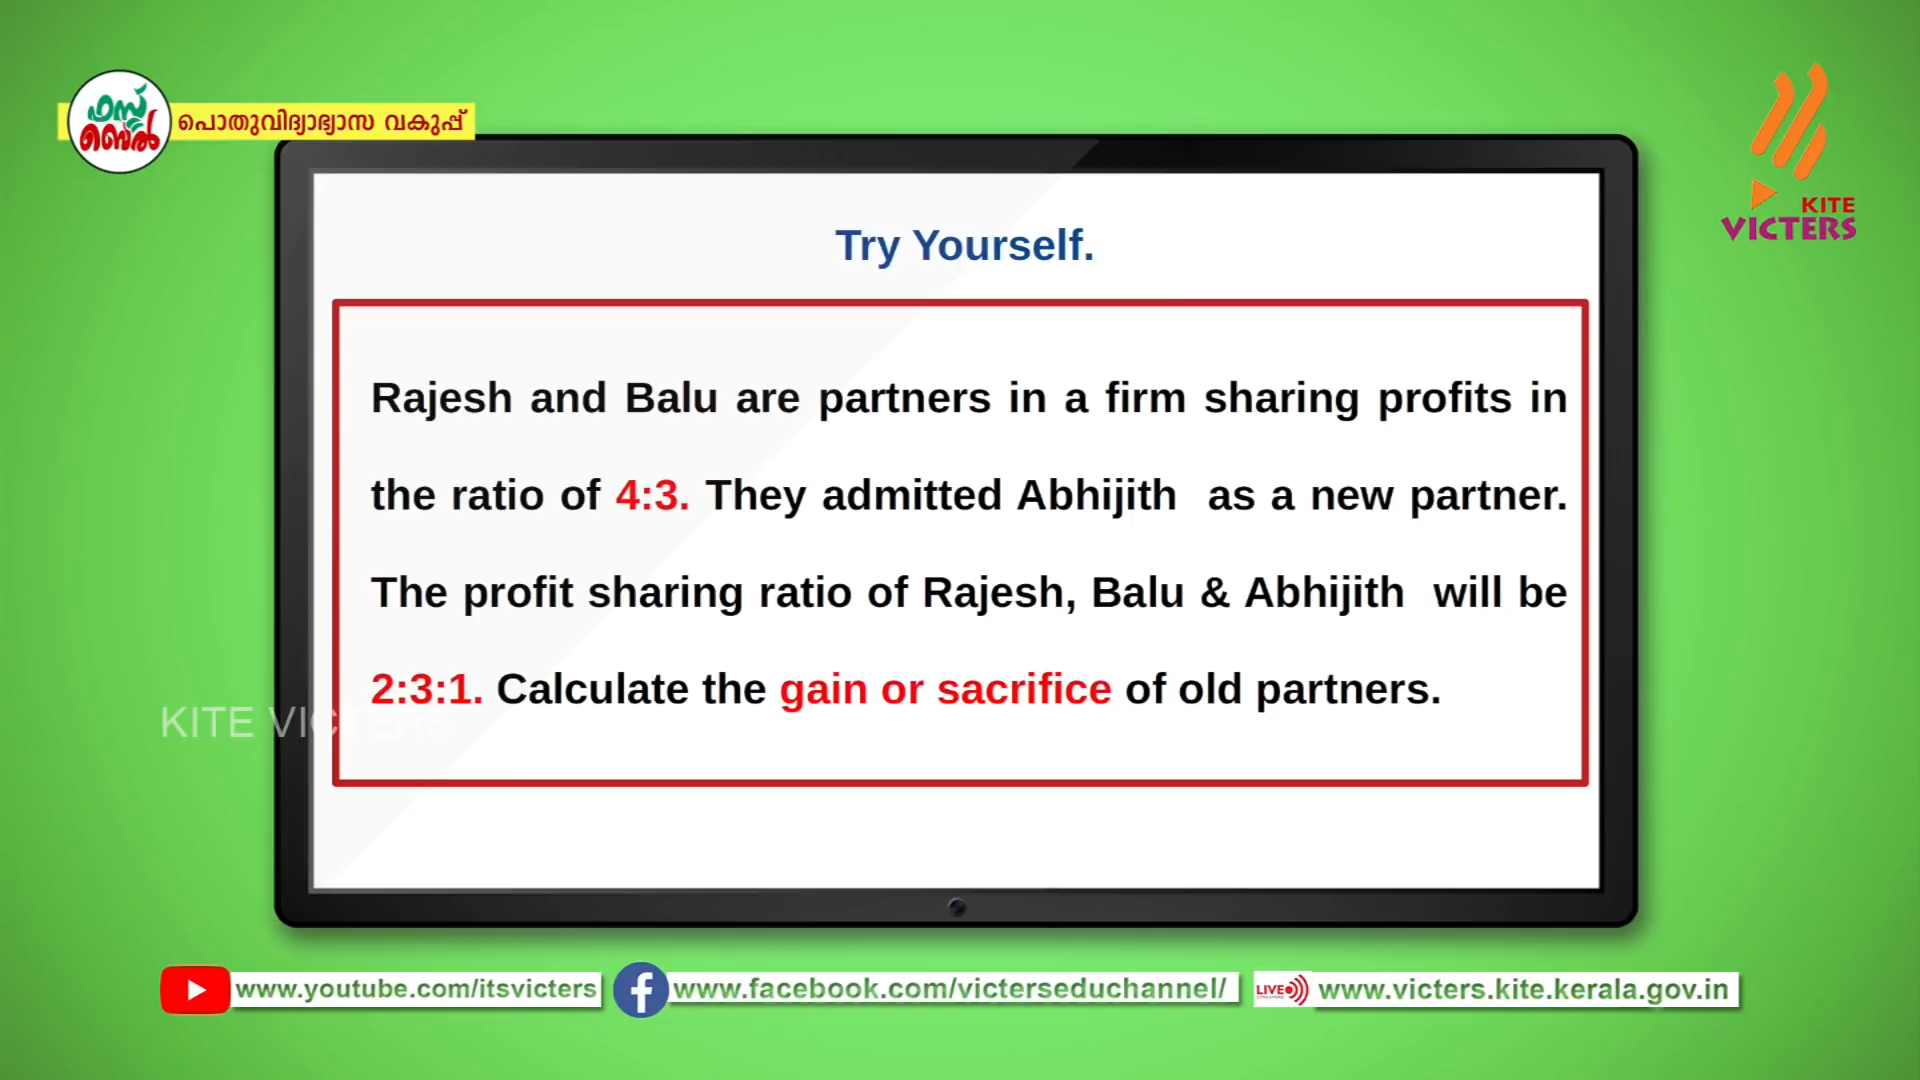 ഫസ്റ്റ്
ബെൽ
പൊതുവിദ്യാഭ്യാസ വകുപ്പ്
KITE
VICTERS
Try Yourself.
Rajesh and Balu are partners in a firm sharing profits in
the ratio of 4:3. They admitted Abhijith as a new partner.
The profit sharing ratio of Rajesh, Balu & Abhijith will be
2:3:1. Calculate the gain or sacrifice of old partners.
KITE VICTERS
www.youtube.com/itsvicters
www.facebook.com/victerseduchannel/
LIVE
STREAMING
www.victers.kite.kerala.gov.in